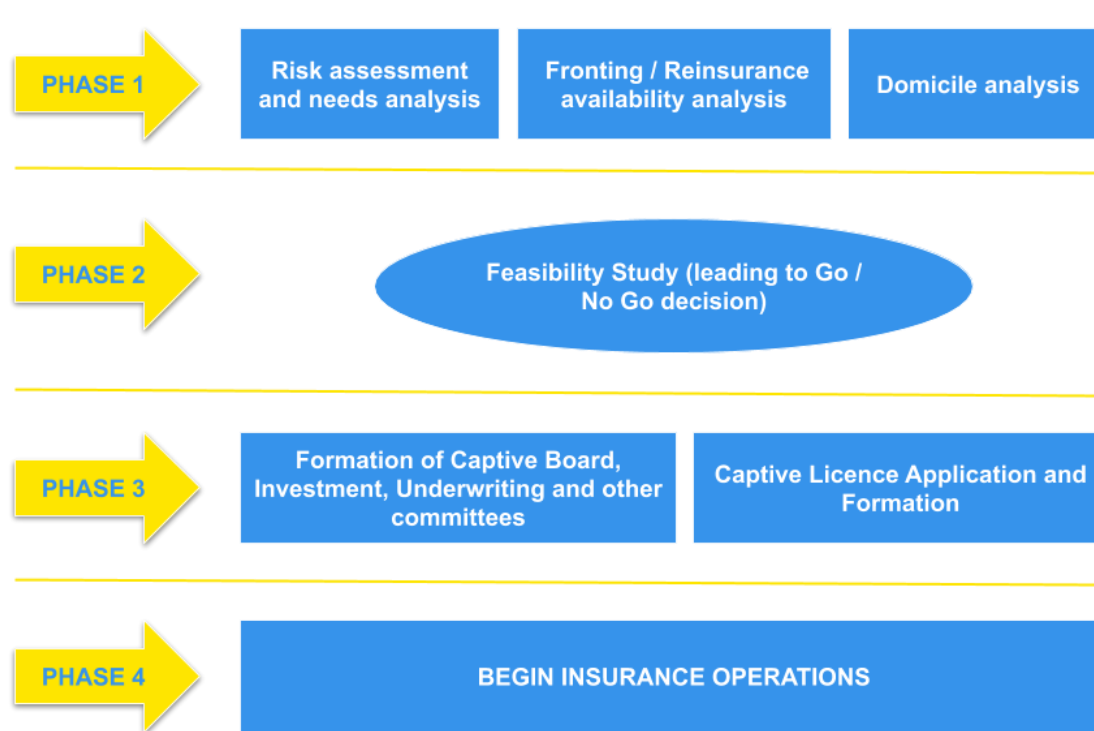 PHASE 1
Risk assessment
and needs analysis
Fronting / Reinsurance
availability analysis
Domicile analysis
PHASE 2
Feasibility Study (leading to Go /
No Go decision)
PHASE 3
Formation of Captive Board,
Investment, Underwriting and other
committees
Captive Licence Application and
Formation
PHASE 4
BEGIN INSURANCE OPERATIONS